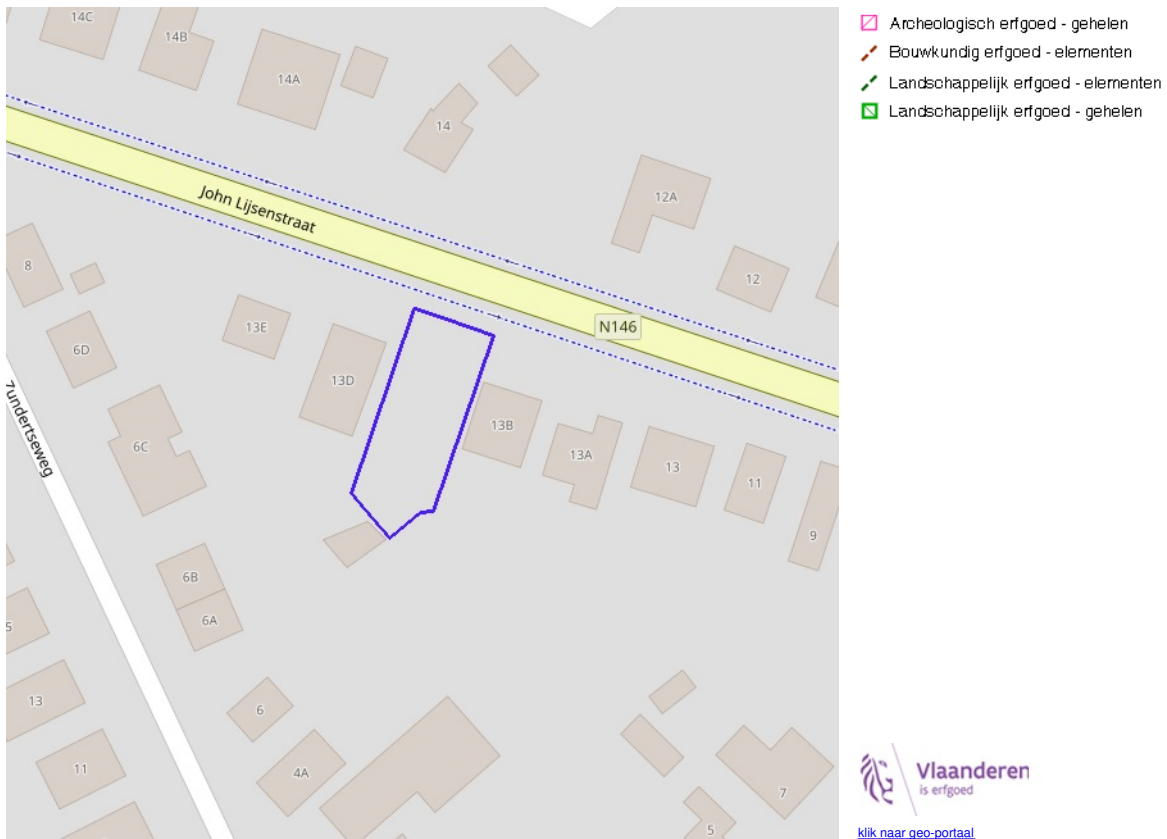 14C
14B
14A
14
12A
12
John Lijsenstraat
N146
8
6D
13E
13D
13B
13A
13
11
9
6C
Zundertseweg
6B
6A
5
13
11
6
4A
7
5
Archeologisch erfgoed - gehelen
Bouwkundig erfgoed - elementen
Landschappelijk erfgoed - elementen
Landschappelijk erfgoed - gehelen
Vlaanderen
is erfgoed
klik naar geo-portaal